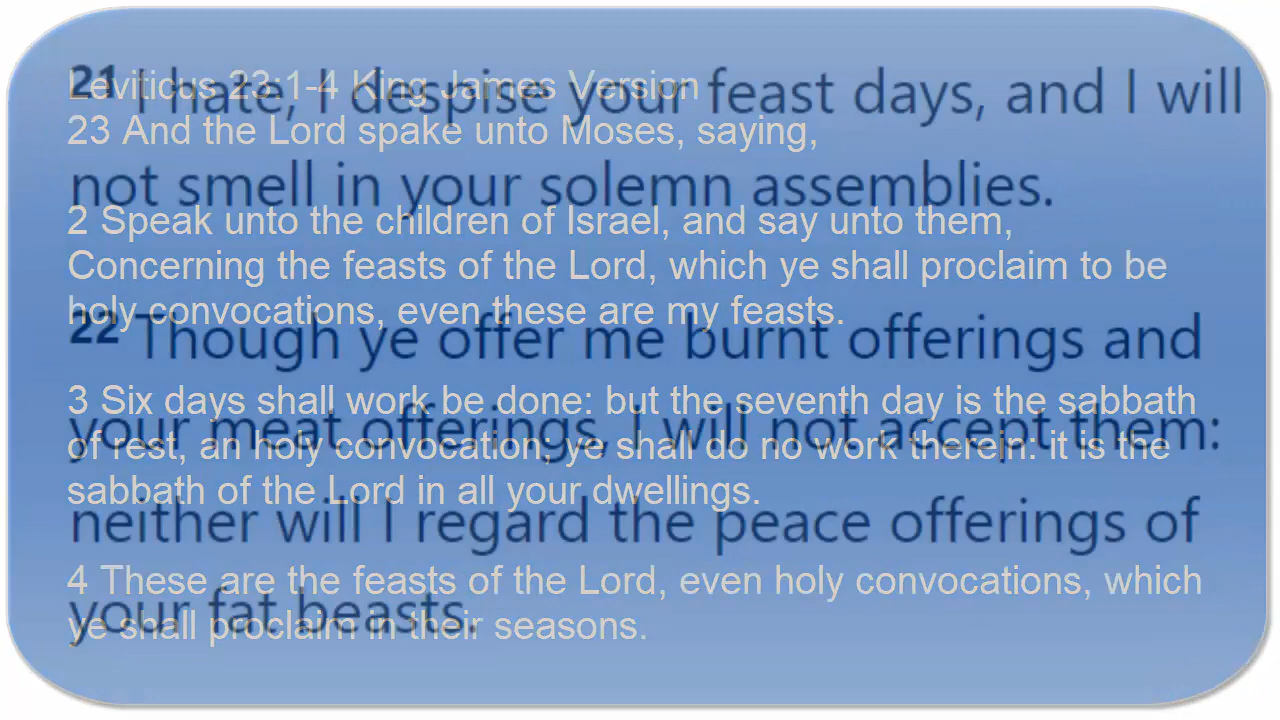 Leviticus 23:1-4 King James Version
23 And the Lord spake unto Moses, saying,
2 Speak unto the children of Israel, and say unto them,
Concerning the feasts of the Lord, which ye shall proclaim to be
holy convocations, even these are my feasts.
3 Six days shall work be done: but the seventh day is the sabbath
of rest, an holy convocation; ye shall do no work therein: it is the
sabbath of the Lord in all your dwellings.
4 These are the feasts of the Lord, even holy convocations, which
ye shall proclaim in their seasons.
21 I hate, I despise your feast days, and I will
not smell in your solemn assemblies.
22 Though ye offer me burnt offerings and
your meat offerings, I will not accept them:
neither will I regard the peace offerings of
your fat beasts.